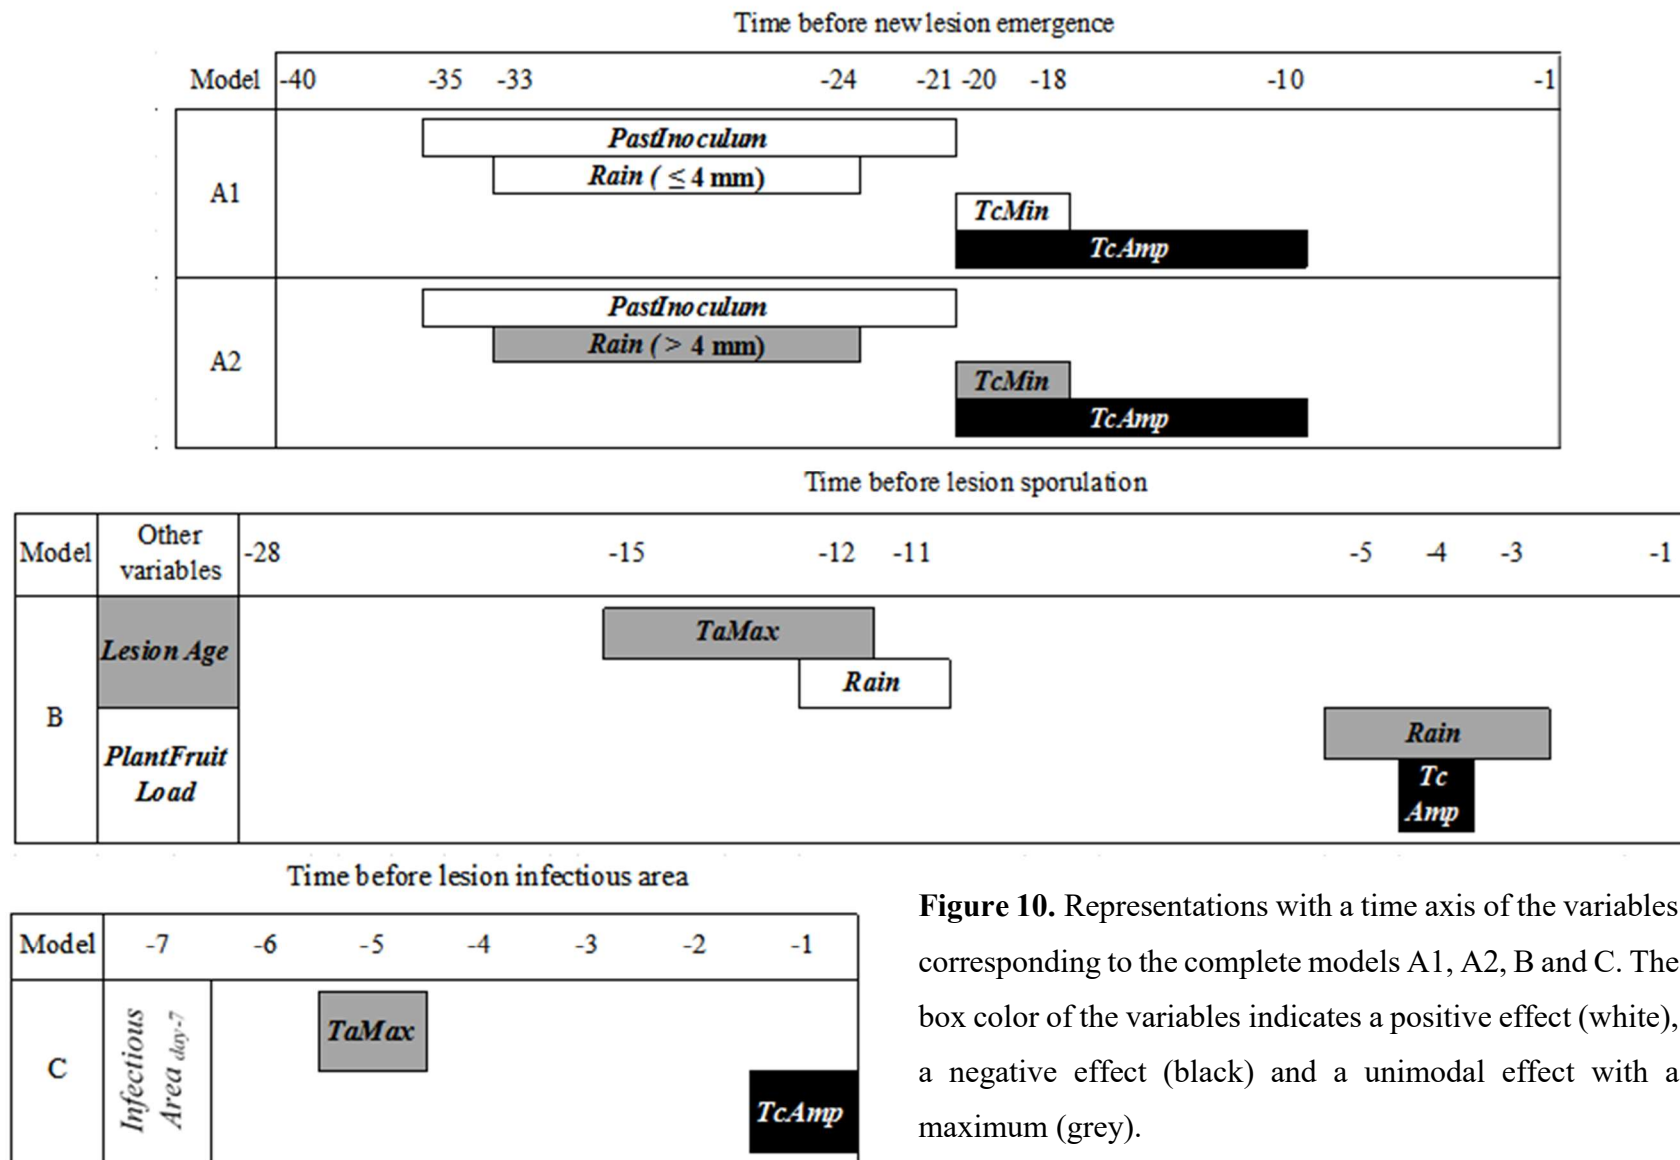 Time before new lesion emergence
Model -40 -35 -33 -24 -21 -20 -18 -10 -1
A1
PastInoculum
Rain ( ≤ 4 mm)
TcMin
TcAmp
A2
PastInoculum
Rain ( > 4 mm)
TcMin
TcAmp
Time before lesion sporulation
Model Other variables -28 -15 -12 -11 -5 -4 -3 -1
B
Lesion Age
PlantFruit
Load
TaMax
Rain
Rain
Tc
Amp
Time before lesion infectious area
Model -7 -6 -5 -4 -3 -2 -1
C
Infectious
Area day-7
TaMax
TcAmp
Figure 10. Representations with a time axis of the variables
corresponding to the complete models A1, A2, B and C. The
box color of the variables indicates a positive effect (white),
a negative effect (black) and a unimodal effect with a
maximum (grey).